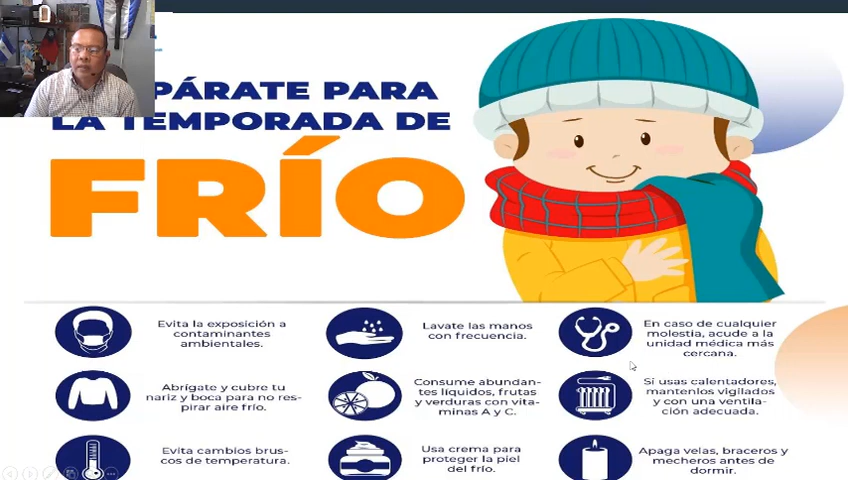 PÁRATE PARA
LA TEMPORADA DE
FRÍO
Evita la exposición a
contaminantes
ambientales.
Lavate las manos
con frecuencia.
En caso de cualquier
molestia, acude a la
unidad médica más
cercana.
Abrígate y cubre tu
nariz y boca para no res-
pirar aire frío.
Consume abundan-
tes líquidos, frutas
y verduras con vita-
minas A y C.
Si usas calentadores,
mantenlos vigilados
y con una ventila-
ción adecuada.
Evita cambios brus-
cos de temperatura.
Usa crema para
proteger la piel
del frío.
Apaga velas, braceros y
mecheros antes de
dormir.